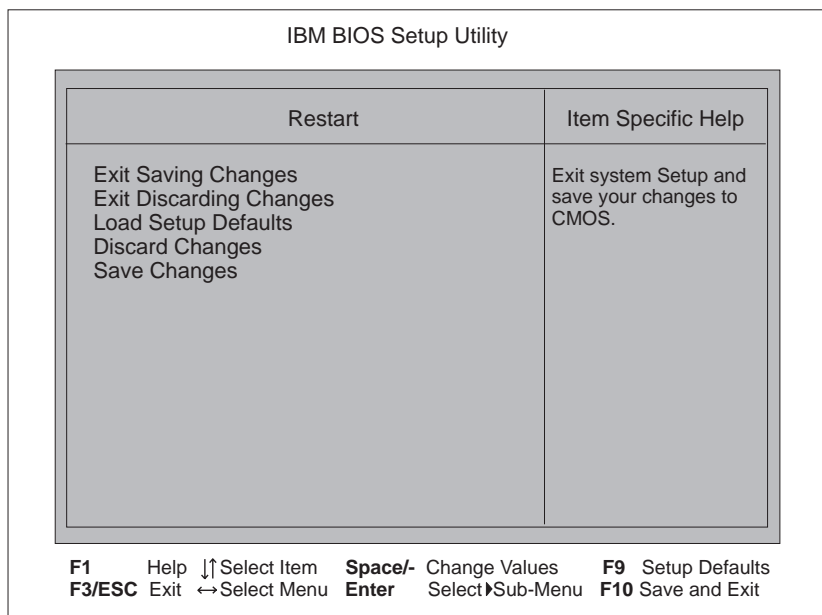 IBM BIOS Setup Utility
Restart
Item Specific Help
Exit Saving Changes
Exit Discarding Changes
Load Setup Defaults
Discard Changes
Save Changes
Exit system Setup and
save your changes to
CMOS.
F1 Help ↓↑ Select Item Space/- Change Values F9 Setup Defaults
F3/ESC Exit ↔ Select Menu Enter Select ▶ Sub-Menu F10 Save and Exit